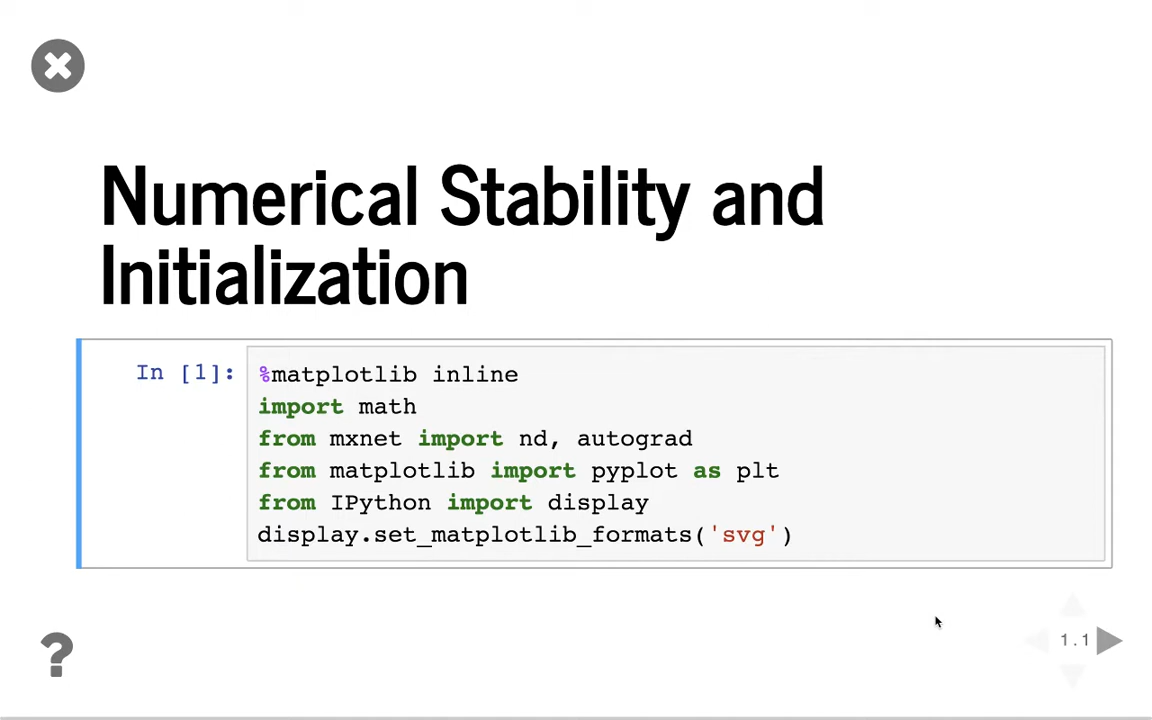 Numerical Stability and
Initialization
In [1]:
%matplotlib inline
import math
from mxnet import nd, autograd
from matplotlib import pyplot as plt
from IPython import display
display.set_matplotlib_formats('svg')
?
1.1